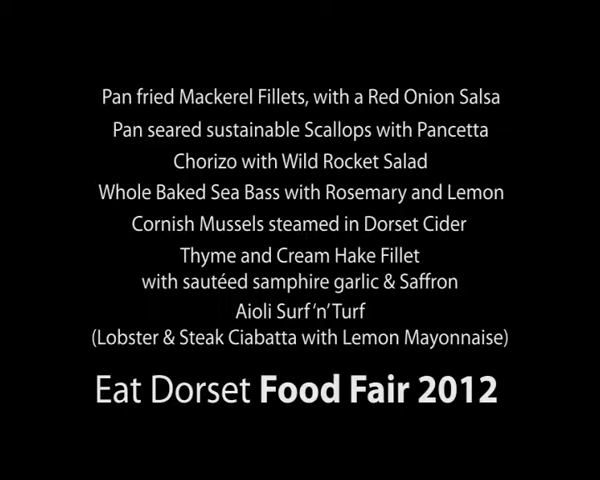 Pan fried Mackerel Fillets, with a Red Onion Salsa
Pan seared sustainable Scallops with Pancetta
Chorizo with Wild Rocket Salad
Whole Baked Sea Bass with Rosemary and Lemon
Cornish Mussels steamed in Dorset Cider
Thyme and Cream Hake Fillet
with sautéed samphire garlic & Saffron
Aioli Surf ‘n’ Turf
(Lobster & Steak Ciabatta with Lemon Mayonnaise)
Eat Dorset Food Fair 2012